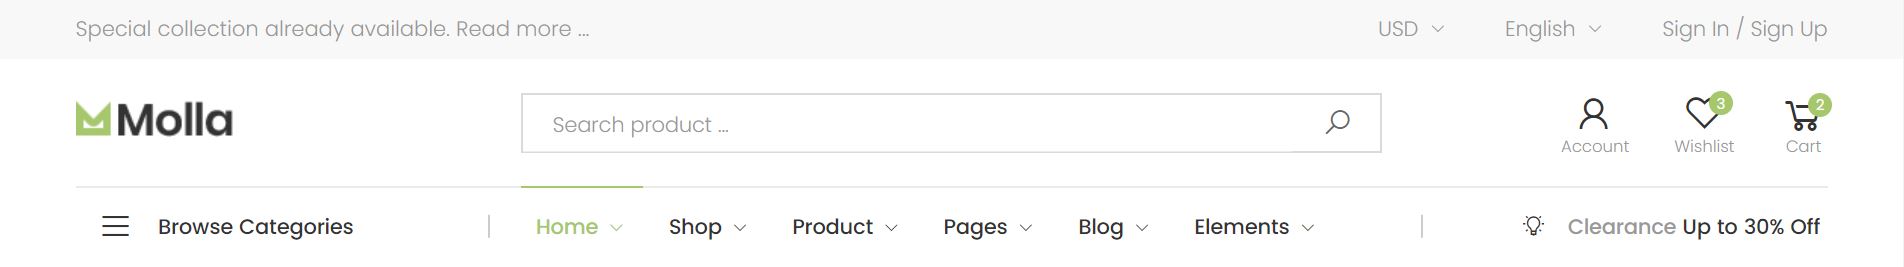 Special collection already available. Read more ... USD English Sign In / Sign Up
Molla Search product ... 3 2
Account Wishlist Cart
Browse Categories Home Shop Product Pages Blog Elements Clearance Up to 30% Off